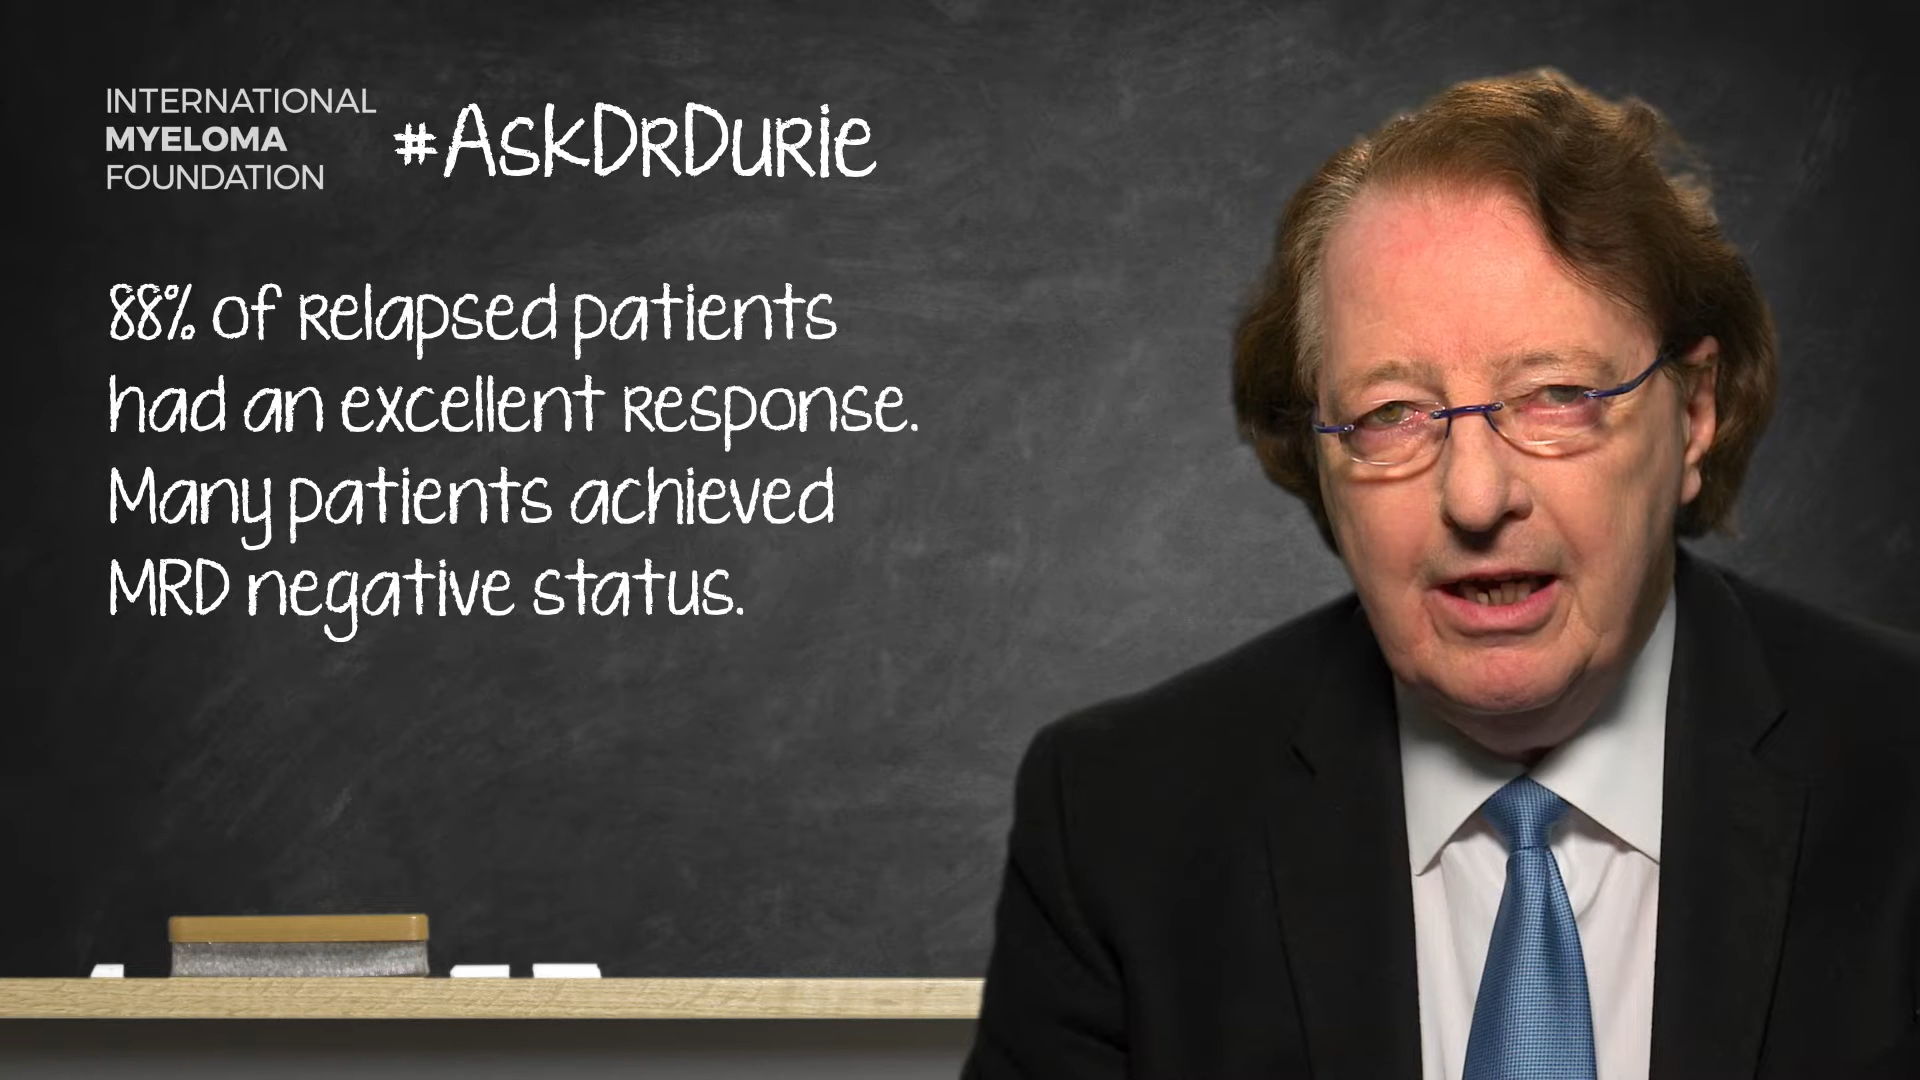 INTERNATIONAL
MYELOMA
FOUNDATION
#AskDrDurie
88% of relapsed patients
had an excellent response.
Many patients achieved
MRD negative status.